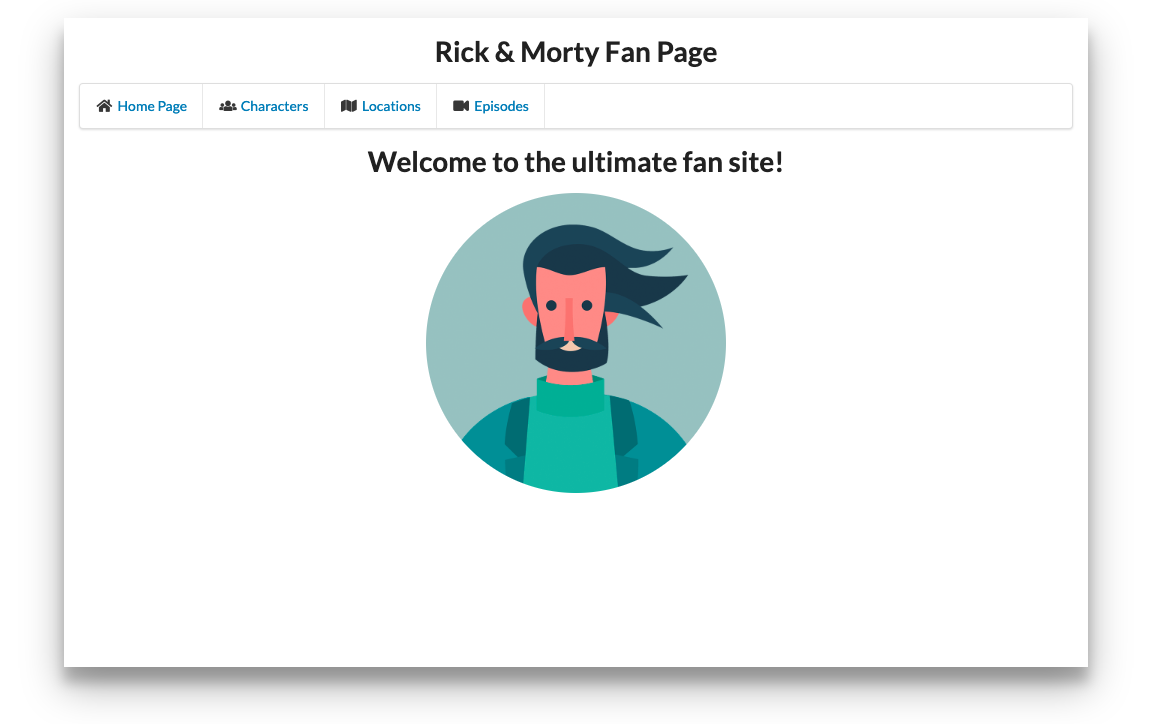 Rick & Morty Fan Page
Home Page Characters Locations Episodes
Welcome to the ultimate fan site!